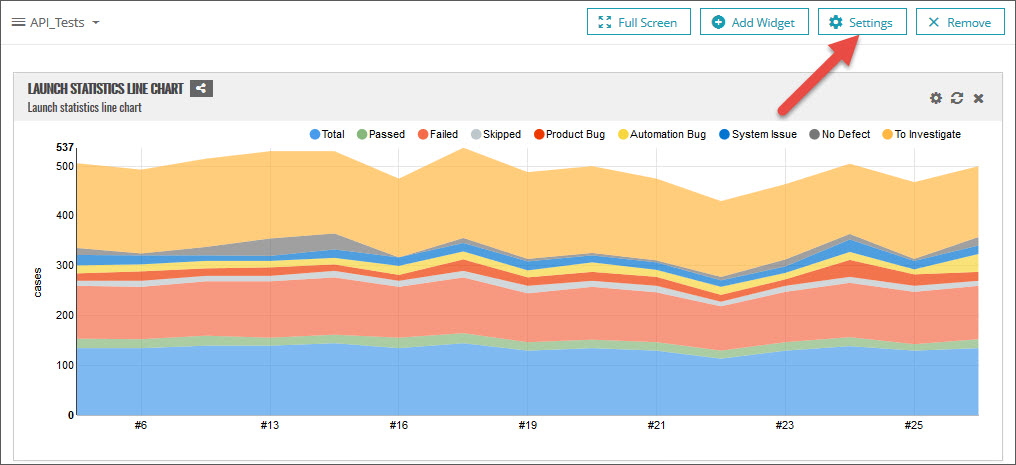 API_Tests
Full Screen
Add Widget
Settings
Remove
LAUNCH STATISTICS LINE CHART
Launch statistics line chart
Total
Passed
Failed
Skipped
Product Bug
Automation Bug
System Issue
No Defect
To Investigate
537
500
400
300
200
100
0
cases
#6
#13
#16
#19
#21
#23
#25